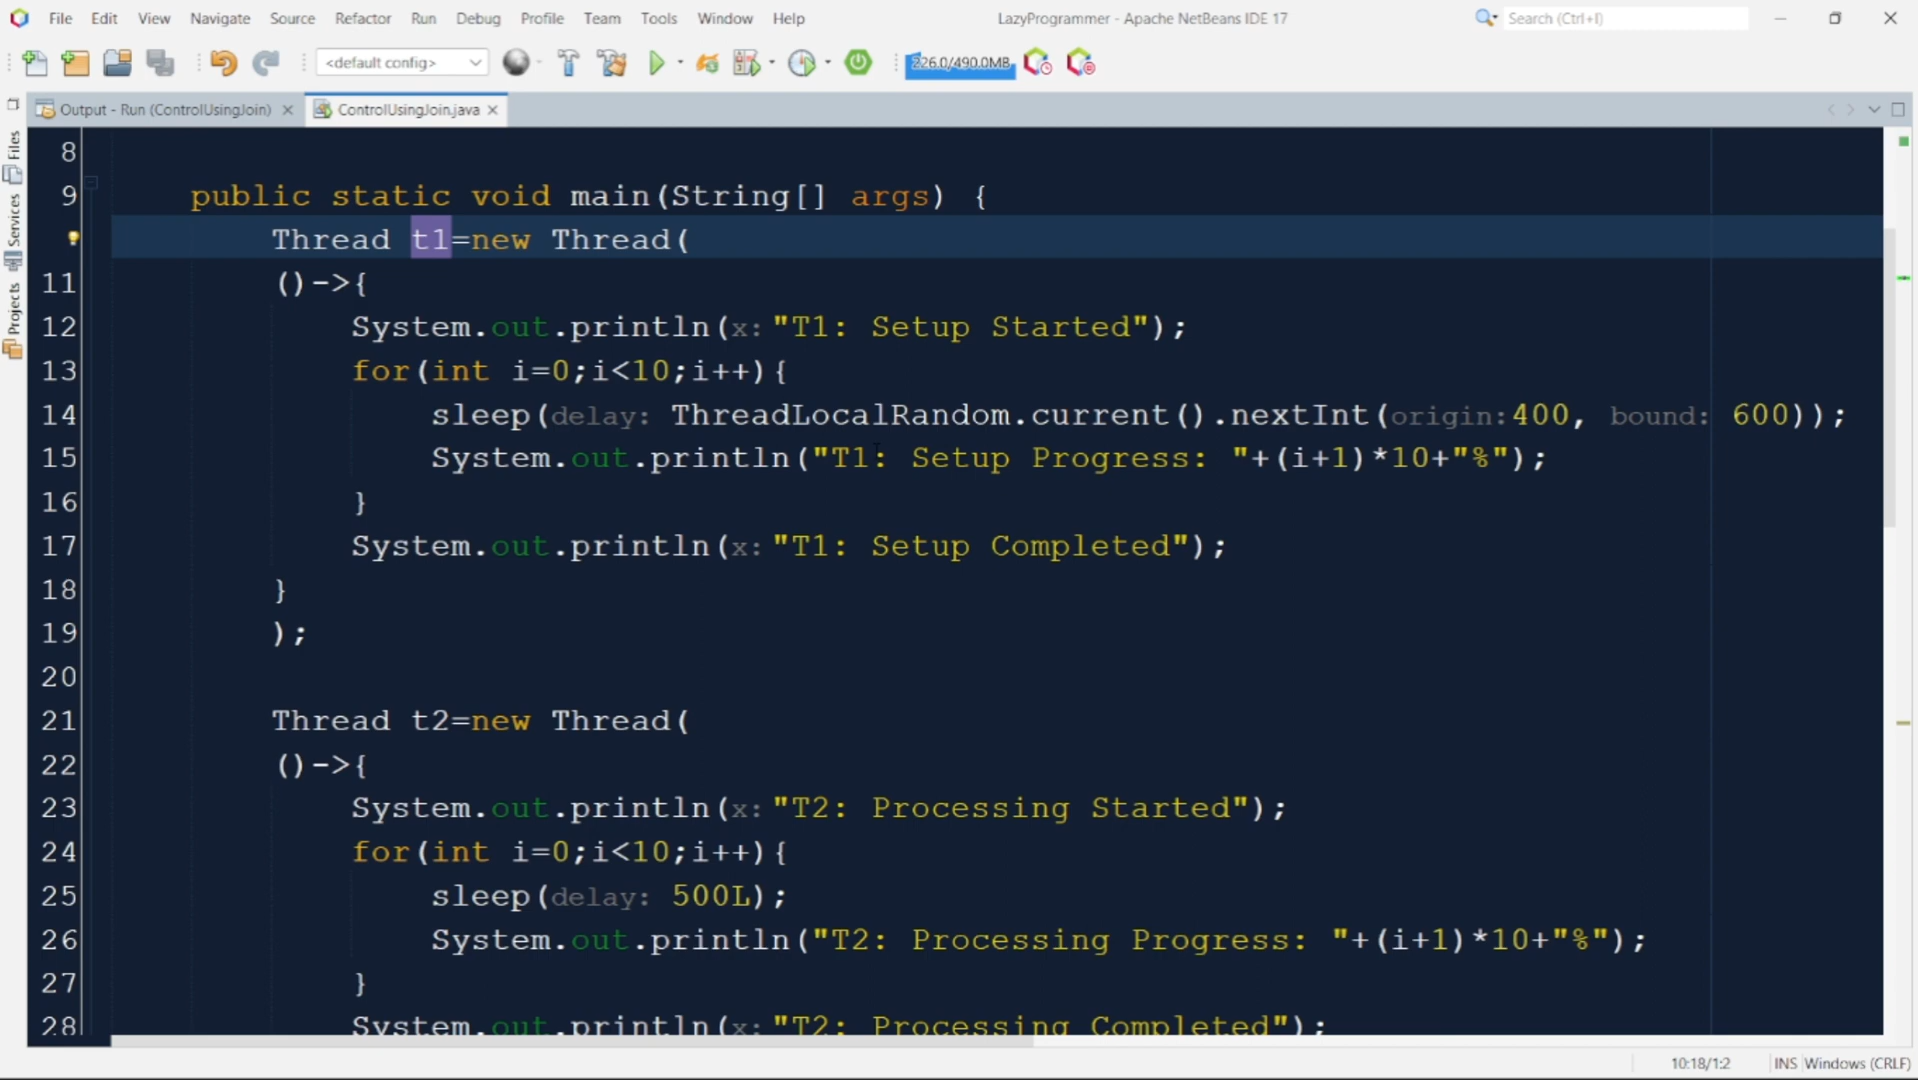 File Edit View Navigate Source Refactor Run Debug Profile Team Tools Window Help LazyProgrammer - Apache NetBeans IDE 17 Search (Ctrl+I)
<default config> 226.0/490.0MB
Output - Run (ControlUsingJoin) ControlUsingJoin.java
Files
Services
Projects
8
9 public static void main(String[] args) {
Thread t1=new Thread(
11 ()->{
12 System.out.println(x: "T1: Setup Started");
13 for(int i=0;i<10;i++){
14 sleep(delay: ThreadLocalRandom.current().nextInt(origin:400, bound: 600));
15 System.out.println("T1: Setup Progress: "+(i+1)*10+"%");
16 }
17 System.out.println(x: "T1: Setup Completed");
18 }
19 );
20
21 Thread t2=new Thread(
22 ()->{
23 System.out.println(x: "T2: Processing Started");
24 for(int i=0;i<10;i++){
25 sleep(delay: 500L);
26 System.out.println("T2: Processing Progress: "+(i+1)*10+"%");
27 }
28 System.out.println(x: "T2: Processing Completed");
10:18/1:2 INS Windows (CRLF)